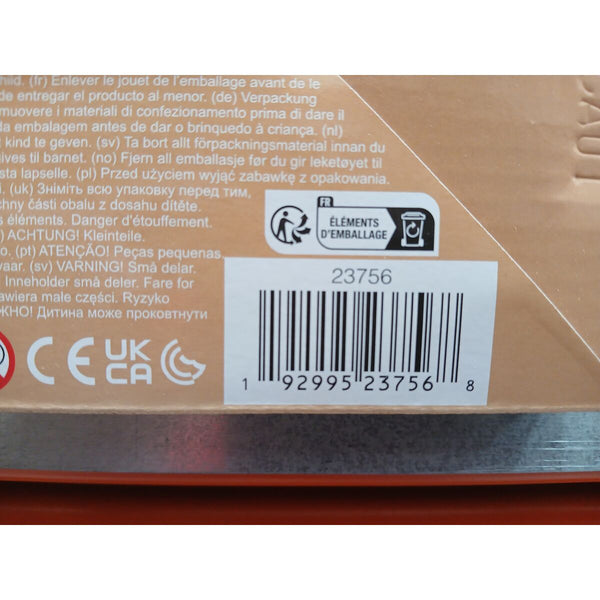 hild. (fr) Enlever le jouet de l'emballage avant de le
de entregar el producto al menor. (de) Verpackung
muovere i materiali di confezionamento prima di dare il
da embalagem antes de dar o brinquedo à criança. (nl)
t kind te geven. (sv) Ta bort allt förpackningsmaterial innan du
gives til barnet. (no) Fjern all emballasje før du gir leketøyet til
sta lapselle. (pl) Przed użyciem wyjąć zabawkę z opakowania.
i. (uk) Зніміть всю упаковку перед тим,
chny části obalu z dosahu dítěte.
s éléments. Danger d'étouffement.
) ACHTUNG! Kleinteile.
o. (pt) ATENÇÃO! Peças pequenas.
vaar. (sv) VARNING! Små delar.
! Inneholder små deler. Fare for
awiera małe części. Ryzyko
ЖНО! Дитина може проковтнути
FR
ÉLÉMENTS
D'EMBALLAGE
23756
1 92995 23756 8
CE UK
CA